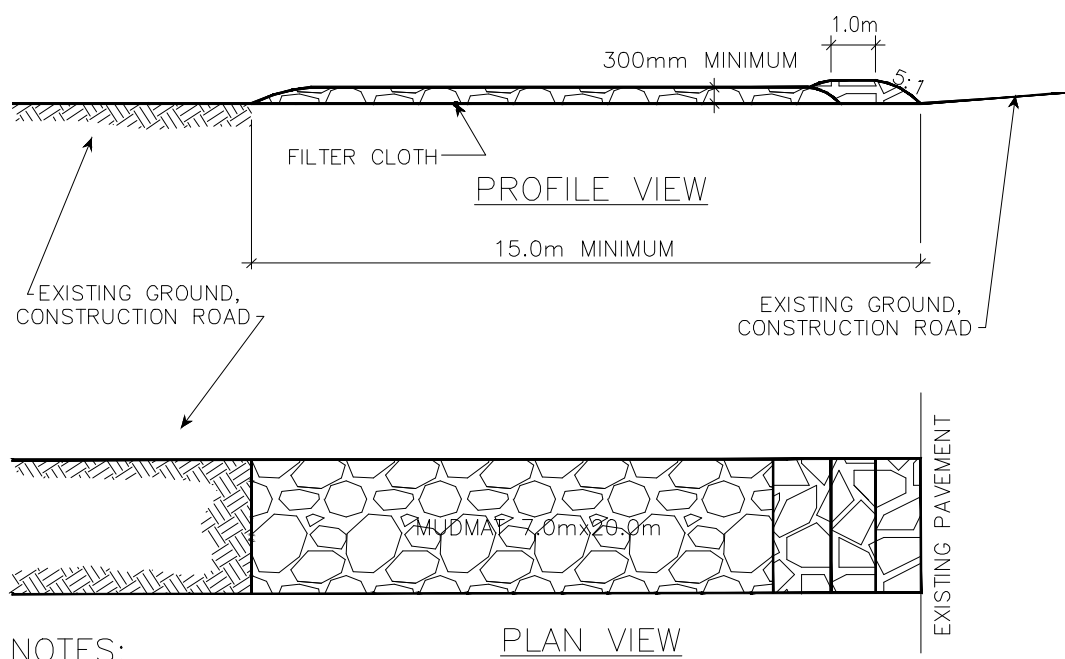 1.0m
300mm MINIMUM
5:1
FILTER CLOTH
PROFILE VIEW
15.0m MINIMUM
EXISTING GROUND,
CONSTRUCTION ROAD
EXISTING GROUND,
CONSTRUCTION ROAD
MUDMAT 7.0mx20.0m
EXISTING PAVEMENT
NOTES:
PLAN VIEW